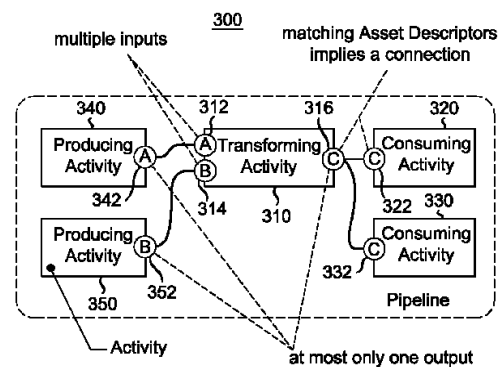 300
multiple inputs
matching Asset Descriptors
implies a connection
340
312
316
320
Producing
Activity
A
A
Transforming
Activity
C
C
Consuming
Activity
342
B
314
310
322
330
Producing
Activity
B
352
332
C
Consuming
Activity
350
Pipeline
Activity
at most only one output